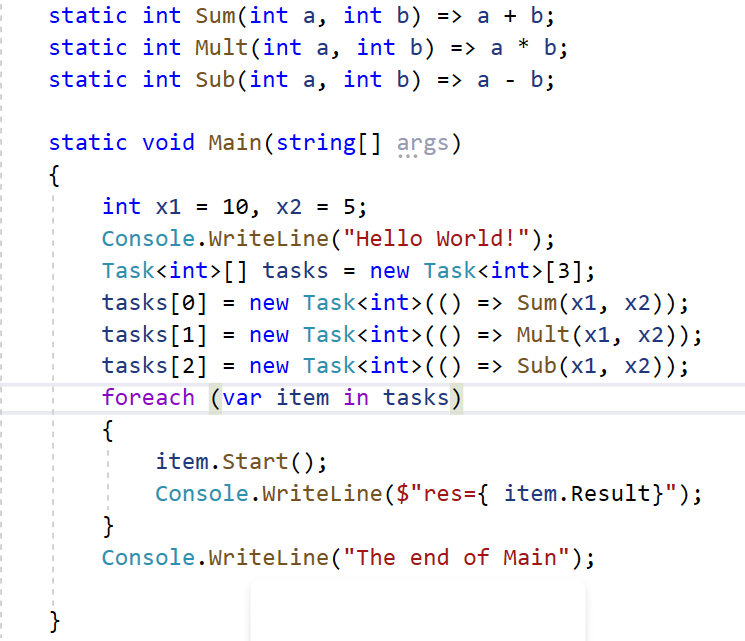 static int Sum(int a, int b) => a + b;
static int Mult(int a, int b) => a * b;
static int Sub(int a, int b) => a - b;
static void Main(string[] args)
{
int x1 = 10, x2 = 5;
Console.WriteLine("Hello World!");
Task<int>[] tasks = new Task<int>[3];
tasks[0] = new Task<int>(() => Sum(x1, x2));
tasks[1] = new Task<int>(() => Mult(x1, x2));
tasks[2] = new Task<int>(() => Sub(x1, x2));
foreach (var item in tasks)
{
item.Start();
Console.WriteLine($"res={ item.Result}");
}
Console.WriteLine("The end of Main");
}